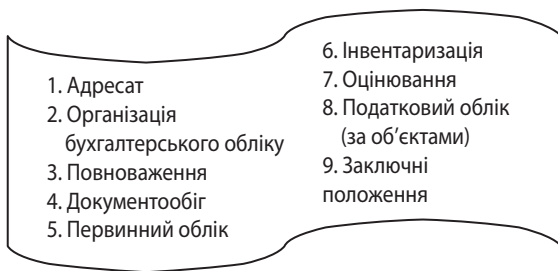 1. Адресат
2. Організація
бухгалтерського обліку
3. Повноваження
4. Документообіг
5. Первинний облік
6. Інвентаризація
7. Оцінювання
8. Податковий облік
(за об’єктами)
9. Заключні
положення